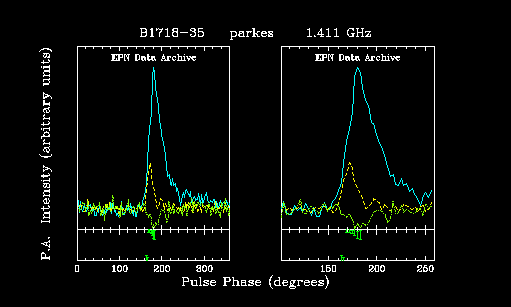 B1718-35 parkes 1.411 GHz
EPN Data Archive EPN Data Archive
P.A. Intensity (arbitrary units)
0 100 200 300 160 200 250
Pulse Phase (degrees)